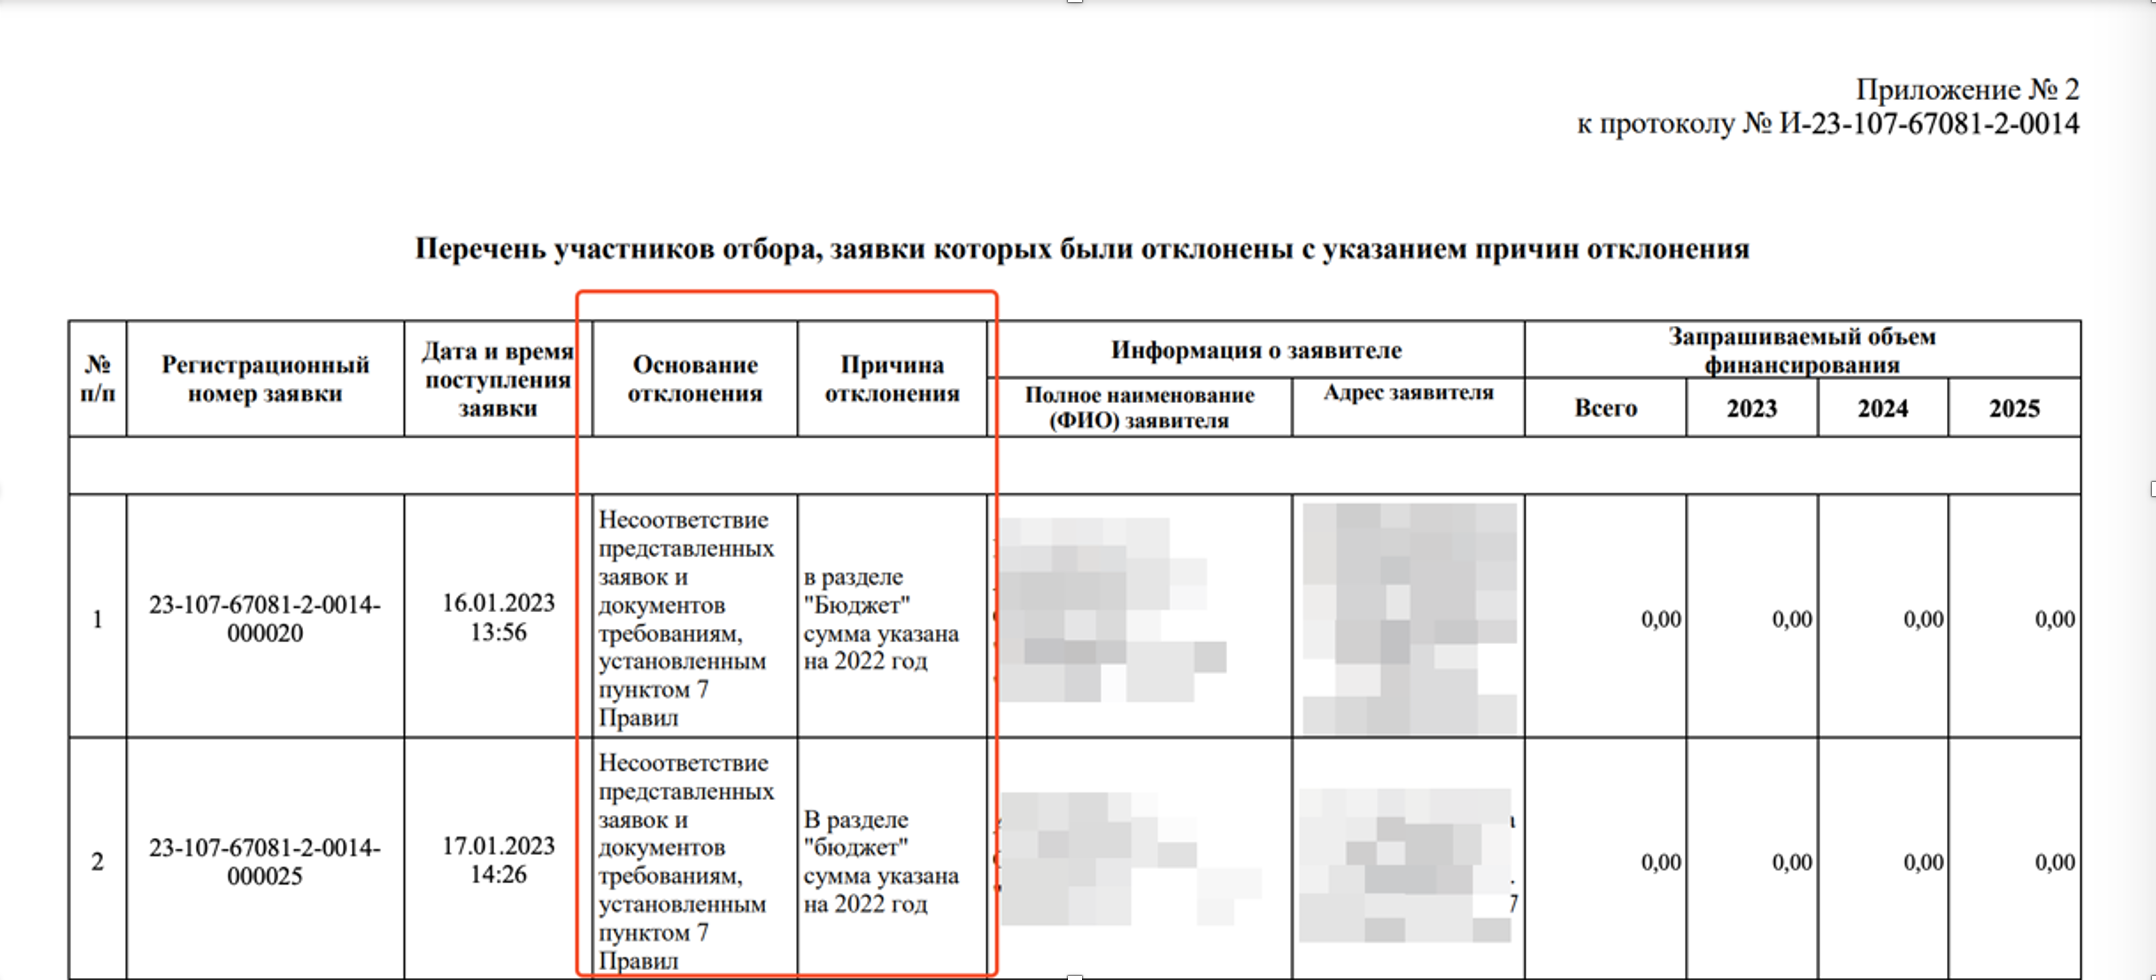 Приложение № 2
к протоколу № И-23-107-67081-2-0014
Перечень участников отбора, заявки которых были отклонены с указанием причин отклонения
№
п/п
Регистрационный
номер заявки
Дата и время
поступления
заявки
Основание
отклонения
Причина
отклонения
Информация о заявителе
Полное наименование
(ФИО) заявителя
Адрес заявителя
Запрашиваемый объем
финансирования
Всего
2023
2024
2025
1
23-107-67081-2-0014-
000020
16.01.2023
13:56
Несоответствие
представленных
заявок и
документов
требованиям,
установленным
пунктом 7
Правил
в разделе
"Бюджет"
сумма указана
на 2022 год
0,00
0,00
0,00
0,00
2
23-107-67081-2-0014-
000025
17.01.2023
14:26
Несоответствие
представленных
заявок и
документов
требованиям,
установленным
пунктом 7
Правил
В разделе
"бюджет"
сумма указана
на 2022 год
0,00
0,00
0,00
0,00